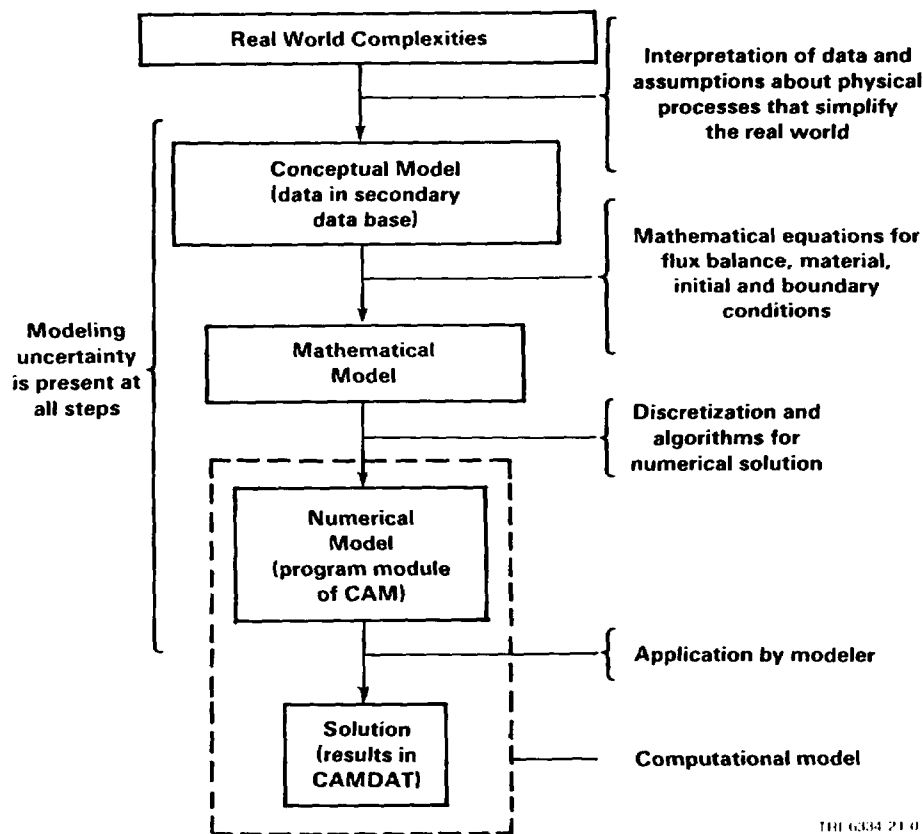 Real World Complexities
Interpretation of data and
assumptions about physical
processes that simplify
the real world
Conceptual Model
(data in secondary
data base)
Mathematical equations for
flux balance, material,
initial and boundary
conditions
Modeling
uncertainty
is present at
all steps
Mathematical
Model
Discretization and
algorithms for
numerical solution
Numerical
Model
(program module
of CAM)
Application by modeler
Solution
(results in
CAMDAT)
Computational model